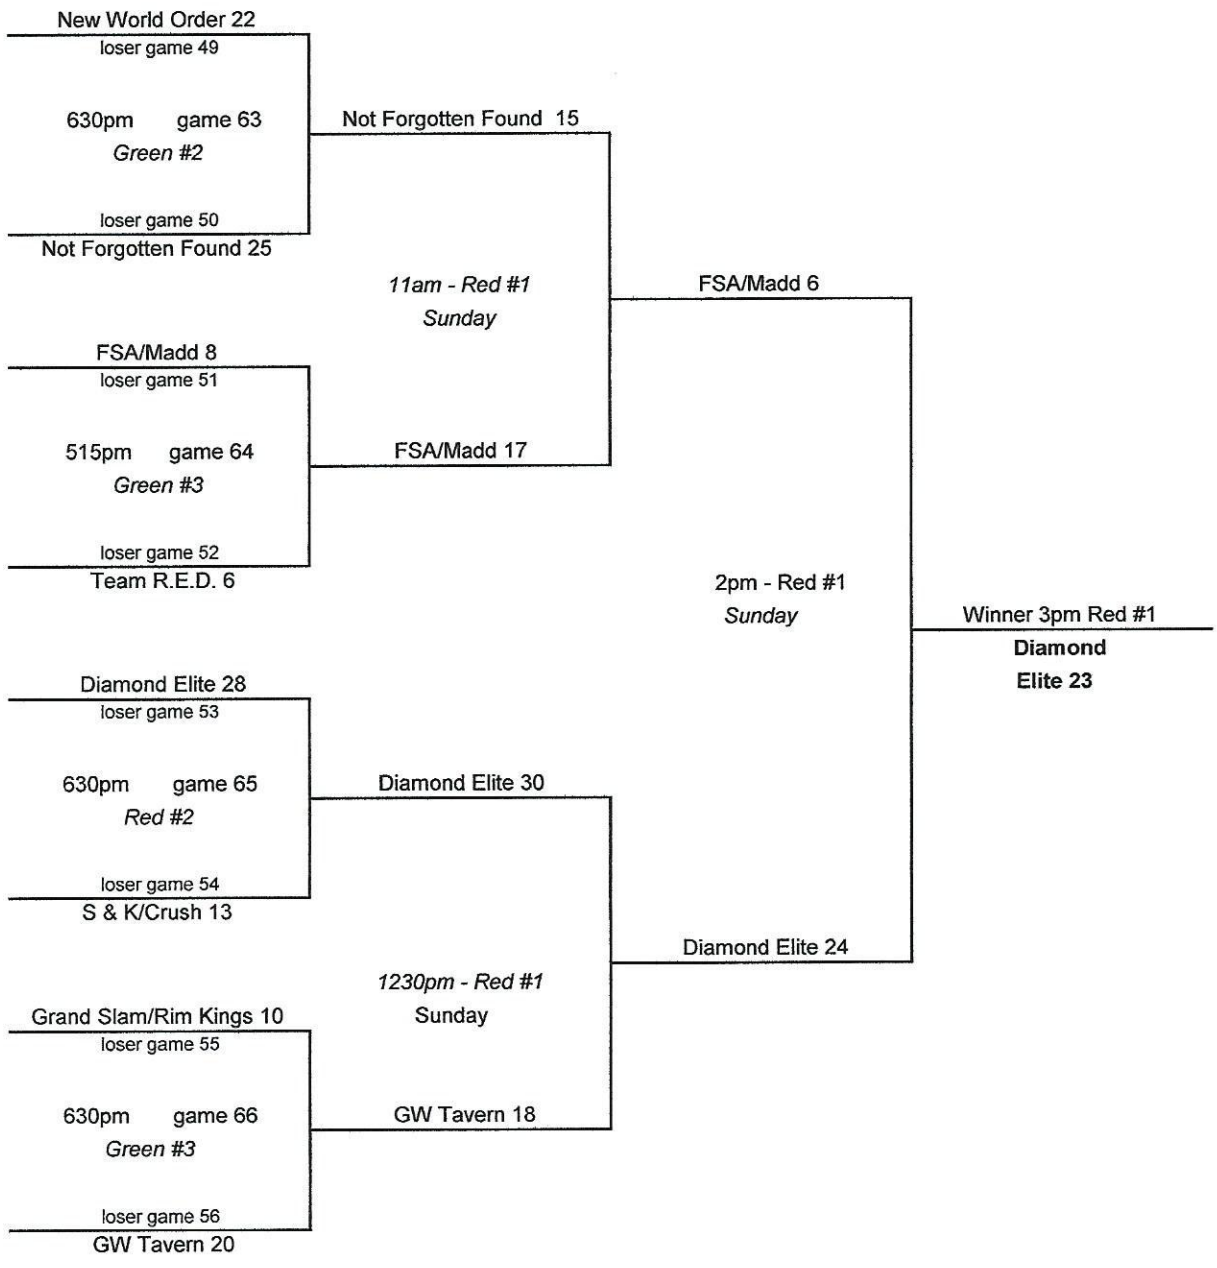 New World Order 22
loser game 49
630pm game 63
Green #2
loser game 50
Not Forgotten Found 25
Not Forgotten Found 15
11am - Red #1
Sunday
FSA/Madd 8
loser game 51
515pm game 64
Green #3
loser game 52
Team R.E.D. 6
FSA/Madd 17
FSA/Madd 6
2pm - Red #1
Sunday
Winner 3pm Red #1
Diamond
Elite 23
Diamond Elite 28
loser game 53
630pm game 65
Red #2
loser game 54
S & K/Crush 13
Diamond Elite 30
1230pm - Red #1
Sunday
Diamond Elite 24
Grand Slam/Rim Kings 10
loser game 55
630pm game 66
Green #3
loser game 56
GW Tavern 20
GW Tavern 18